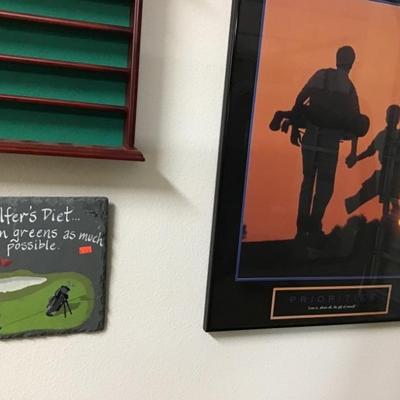 lfer's Diet...
n greens as much
possible.
PRIORITIES